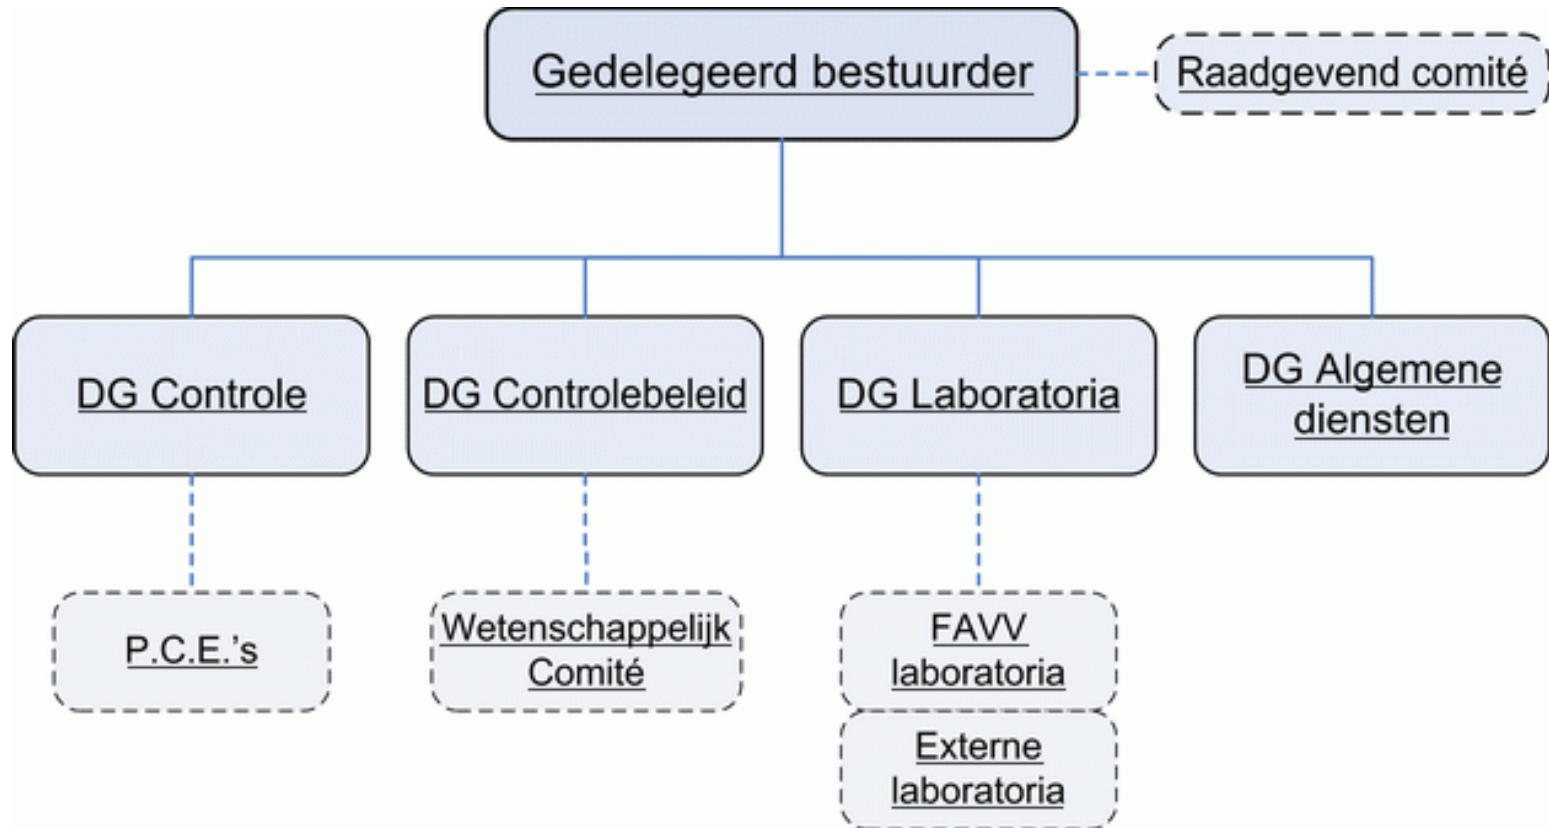 Gedelegeerd bestuurder
Raadgevend comité
DG Controle
DG Controlebeleid
DG Laboratoria
DG Algemene
diensten
P.C.E.’s
Wetenschappelijk
Comité
FAVV
laboratoria
Externe
laboratoria